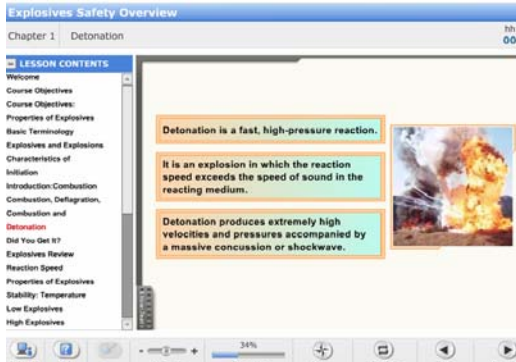 Explosives Safety Overview
Chapter 1 Detonation
hh
00
LESSON CONTENTS
Welcome
Course Objectives
Course Objectives:
Properties of Explosives
Basic Terminology
Explosives and Explosions
Characteristics of
Initiation
Introduction:Combustion
Combustion, Deflagration,
Combustion and
Detonation
Did You Get It?
Explosives Review
Reaction Speed
Properties of Explosives
Stability: Temperature
Low Explosives
High Explosives
Detonation is a fast, high-pressure reaction.
It is an explosion in which the reaction
speed exceeds the speed of sound in the
reacting medium.
Detonation produces extremely high
velocities and pressures accompanied by
a massive concussion or shockwave.
34%